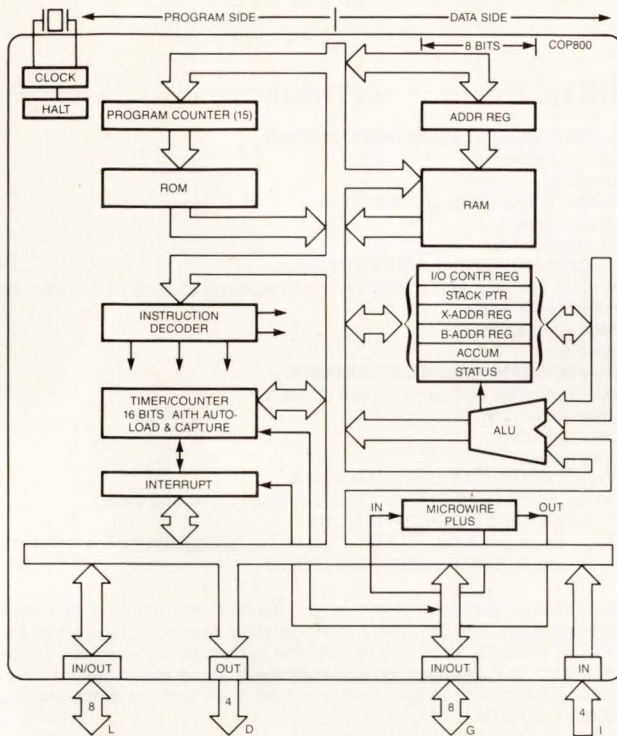 PROGRAM SIDE
DATA SIDE
8 BITS
COP800
CLOCK
HALT
PROGRAM COUNTER (15)
ADDR REG
ROM
RAM
I/O CONTR REG
STACK PTR
X-ADDR REG
B-ADDR REG
ACCUM
STATUS
INSTRUCTION
DECODER
TIMER/COUNTER
16 BITS AITH AUTO-
LOAD & CAPTURE
ALU
INTERRUPT
IN
MICROWIRE
PLUS
OUT
IN/OUT
OUT
IN/OUT
IN
8
4
8
4
L
D
G
I